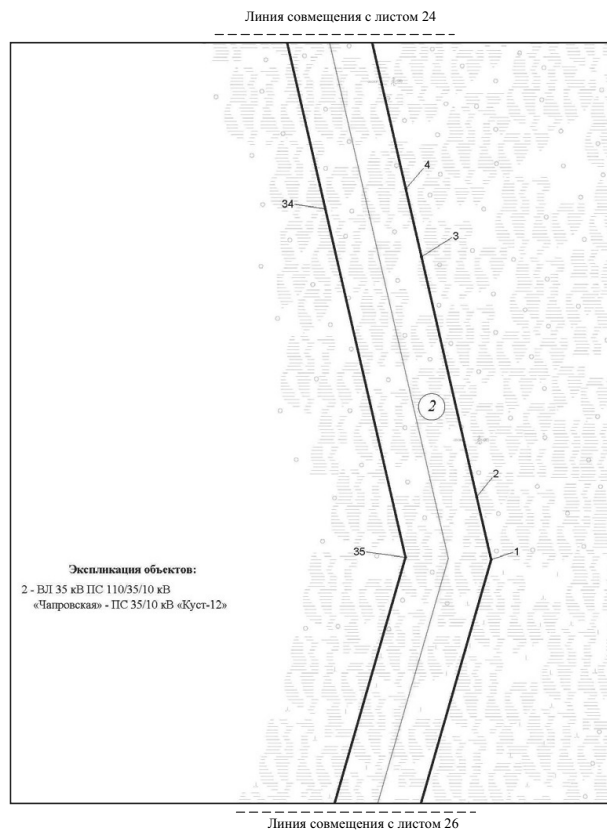 Линия совмещения с листом 24
4
34
3
2
2
35
1
Экспликация объектов:
2 - ВЛ 35 кВ ПС 110/35/10 кВ
«Чапровская» - ПС 35/10 кВ «Куст-12»
Линия совмещения с листом 26